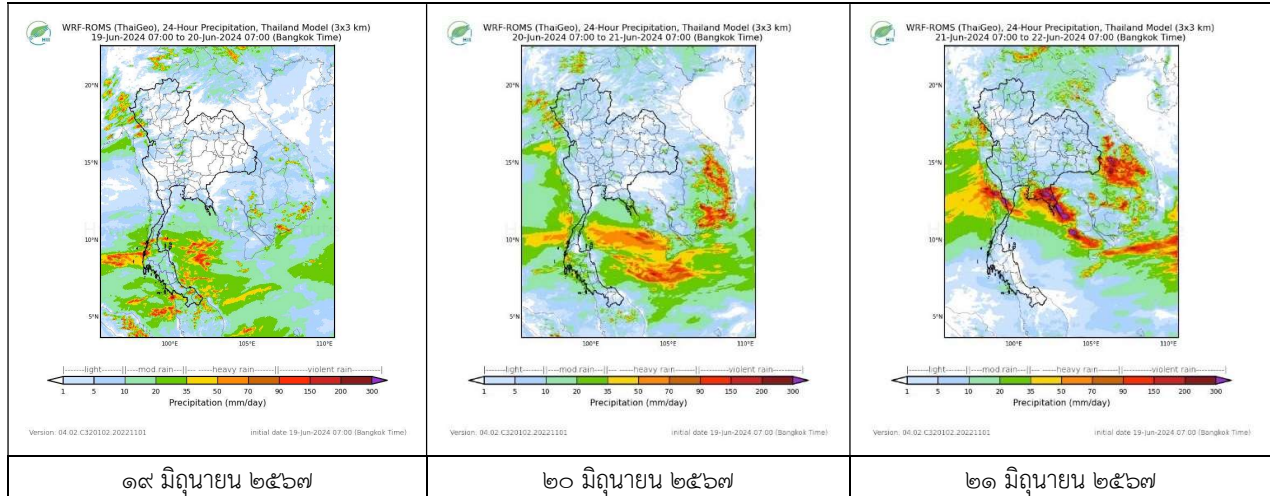 WRF-ROMS (ThaiGeo), 24-Hour Precipitation, Thailand Model (3x3 km)
19-Jun-2024 07:00 to 20-Jun-2024 07:00 (Bangkok Time)
20°N
15°N
10°N
5°N
100°E
105°E
110°E
|-------light-------||----mod.rain----||--- ----heavy rain-----||------violent rain-------|
1 5 10 20 35 50 70 90 150 200 300
Precipitation (mm/day)
Version: 04.02.C320102.20221101
initial date 19-Jun-2024 07:00 (Bangkok Time)
๑๙ มิถุนายน ๒๕๖๗
WRF-ROMS (ThaiGeo), 24-Hour Precipitation, Thailand Model (3x3 km)
20-Jun-2024 07:00 to 21-Jun-2024 07:00 (Bangkok Time)
20°N
15°N
10°N
5°N
100°E
105°E
110°E
|-------light-------||----mod.rain----||--- ----heavy rain-----||------violent rain-------|
1 5 10 20 35 50 70 90 150 200 300
Precipitation (mm/day)
Version: 04.02.C320102.20221101
initial date 19-Jun-2024 07:00 (Bangkok Time)
๒๐ มิถุนายน ๒๕๖๗
WRF-ROMS (ThaiGeo), 24-Hour Precipitation, Thailand Model (3x3 km)
21-Jun-2024 07:00 to 22-Jun-2024 07:00 (Bangkok Time)
20°N
15°N
10°N
5°N
100°E
105°E
110°E
|-------light-------||----mod.rain----||--- ----heavy rain-----||------violent rain-------|
1 5 10 20 35 50 70 90 150 200 300
Precipitation (mm/day)
Version: 04.02.C320102.20221101
initial date 19-Jun-2024 07:00 (Bangkok Time)
๒๑ มิถุนายน ๒๕๖๗